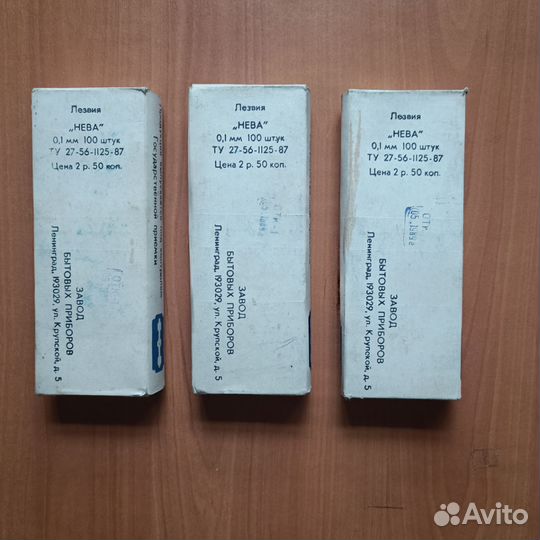 Лезвия
„НЕВА"
0,1 мм 100 штук
ТУ 27-56-1125-87
Цена 2 р. 50 коп.
ЗАВОД
БЫТОВЫХ ПРИБОРОВ
Ленинград, 193029, ул. Крупской, д. 5
Государственной приемки
Лезвия
„НЕВА"
0,1 мм 100 штук
ТУ 27-56-1125-87
Цена 2 р. 50 коп.
ЗАВОД
БЫТОВЫХ ПРИБОРОВ
Ленинград, 193029, ул. Крупской, д. 5
Лезвия
„НЕВА"
0,1 мм 100 штук
ТУ 27-56-1125-87
Цена 2 р. 50 коп.
ЗАВОД
БЫТОВЫХ ПРИБОРОВ
Ленинград, 193029, ул. Крупской, д. 5
Avito